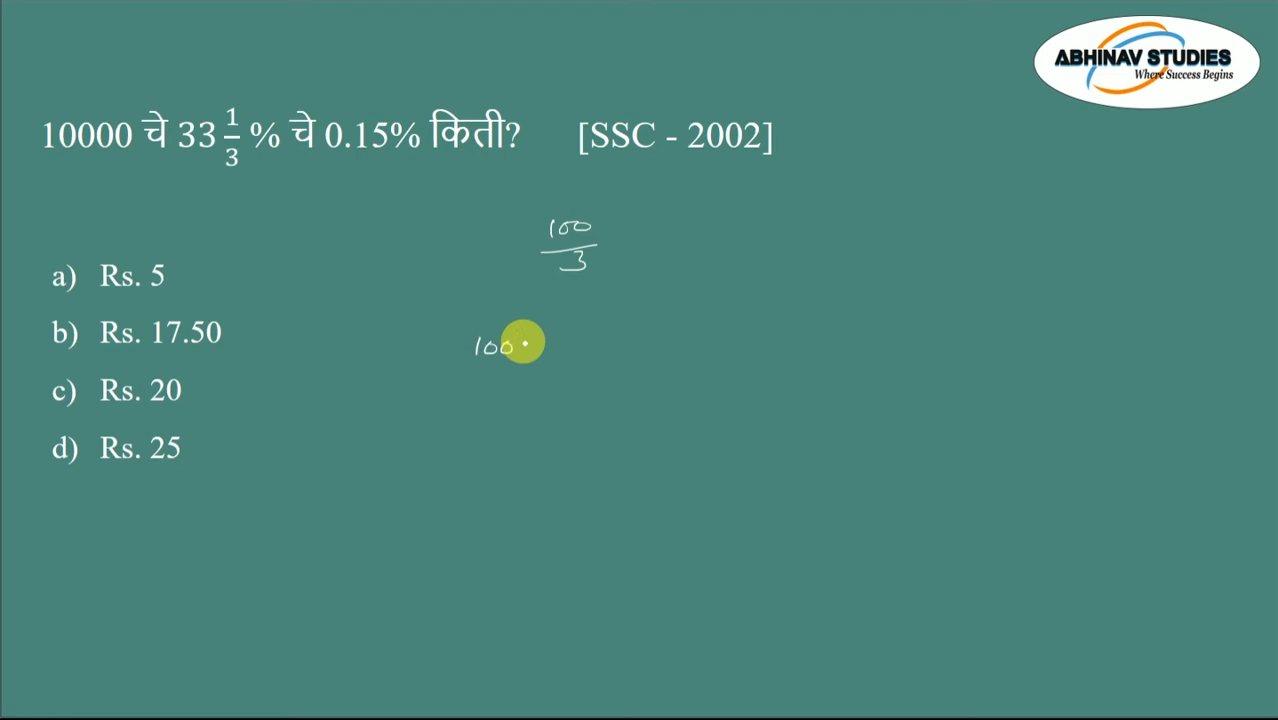 ABHINAV STUDIES
Where Success Begins
10000 चे 33 1/3 % चे 0.15% किती? [SSC - 2002]
100/3
a) Rs. 5
100
b) Rs. 17.50
c) Rs. 20
d) Rs. 25